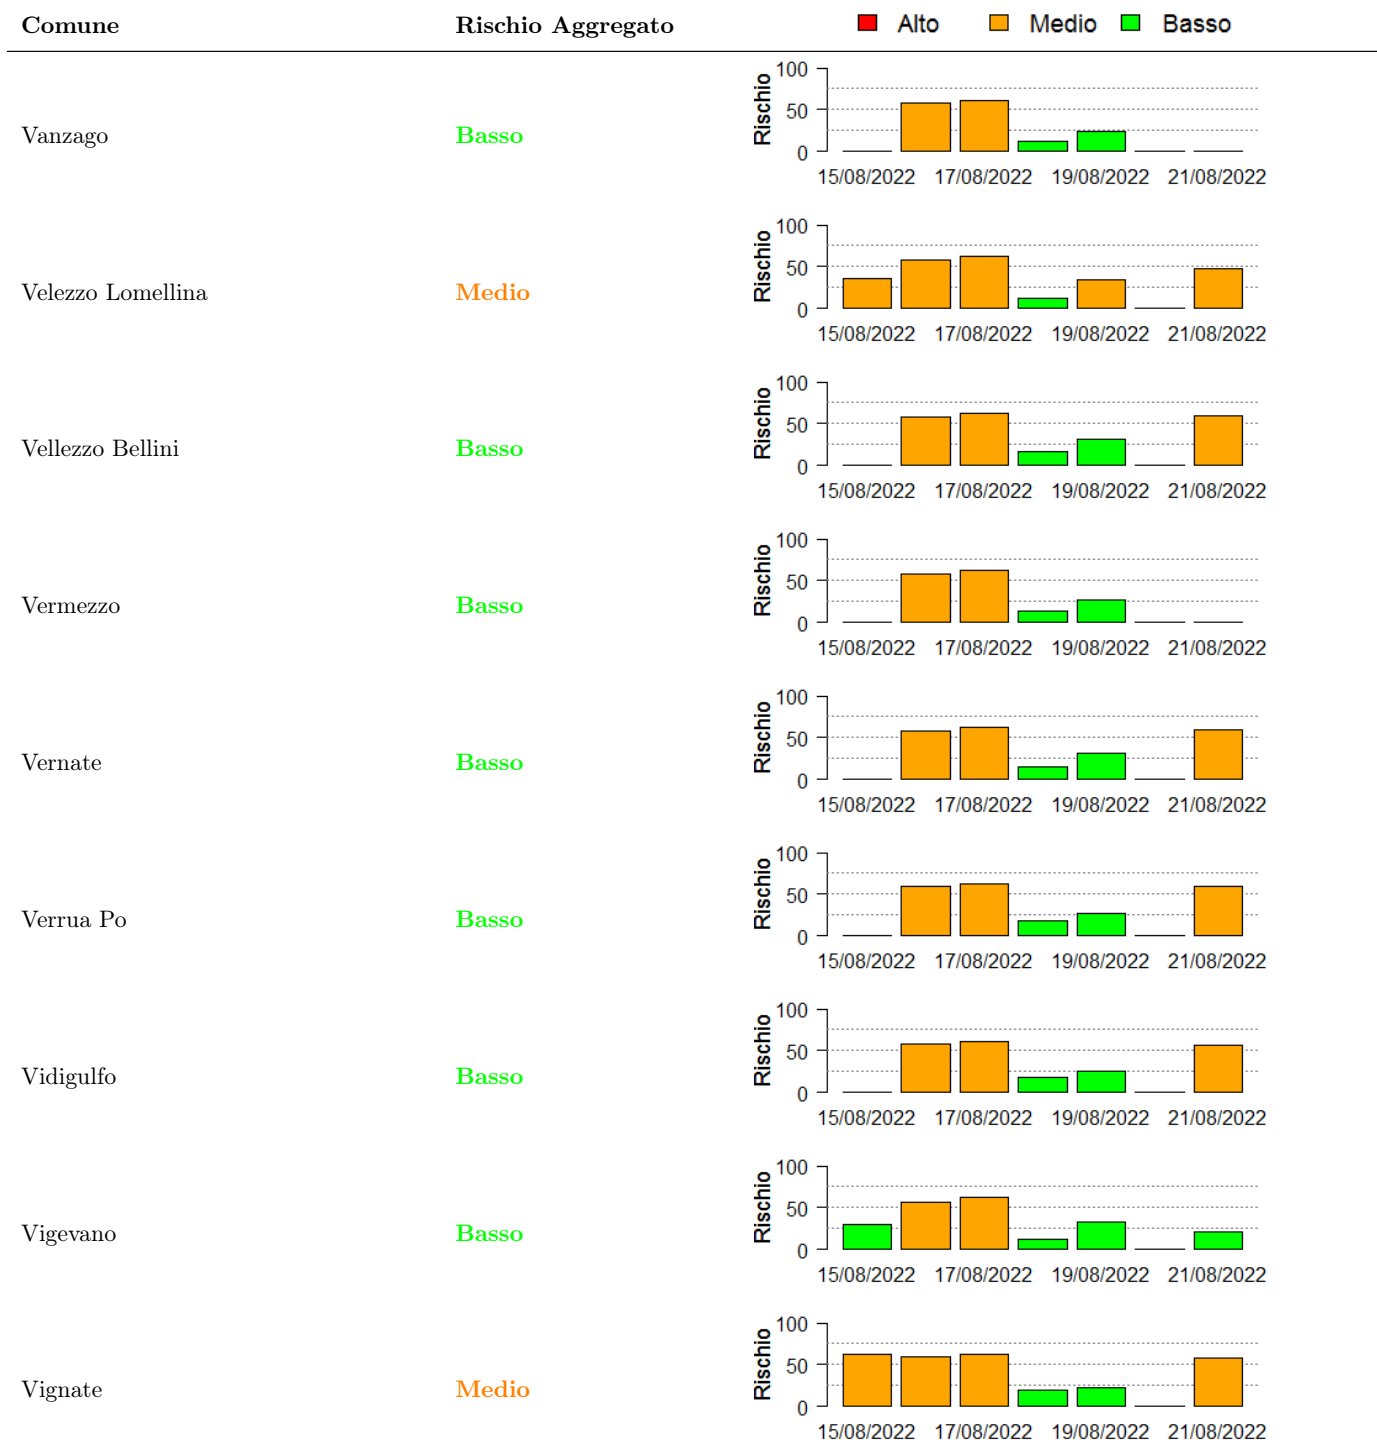 Comune Rischio Aggregato Alto Medio Basso
Vanzago Basso Rischio 100 50 0
15/08/2022 17/08/2022 19/08/2022 21/08/2022
Velezzo Lomellina Medio Rischio 100 50 0
15/08/2022 17/08/2022 19/08/2022 21/08/2022
Vellezzo Bellini Basso Rischio 100 50 0
15/08/2022 17/08/2022 19/08/2022 21/08/2022
Vermezzo Basso Rischio 100 50 0
15/08/2022 17/08/2022 19/08/2022 21/08/2022
Vernate Basso Rischio 100 50 0
15/08/2022 17/08/2022 19/08/2022 21/08/2022
Verrua Po Basso Rischio 100 50 0
15/08/2022 17/08/2022 19/08/2022 21/08/2022
Vidigulfo Basso Rischio 100 50 0
15/08/2022 17/08/2022 19/08/2022 21/08/2022
Vigevano Basso Rischio 100 50 0
15/08/2022 17/08/2022 19/08/2022 21/08/2022
Vignate Medio Rischio 100 50 0
15/08/2022 17/08/2022 19/08/2022 21/08/2022